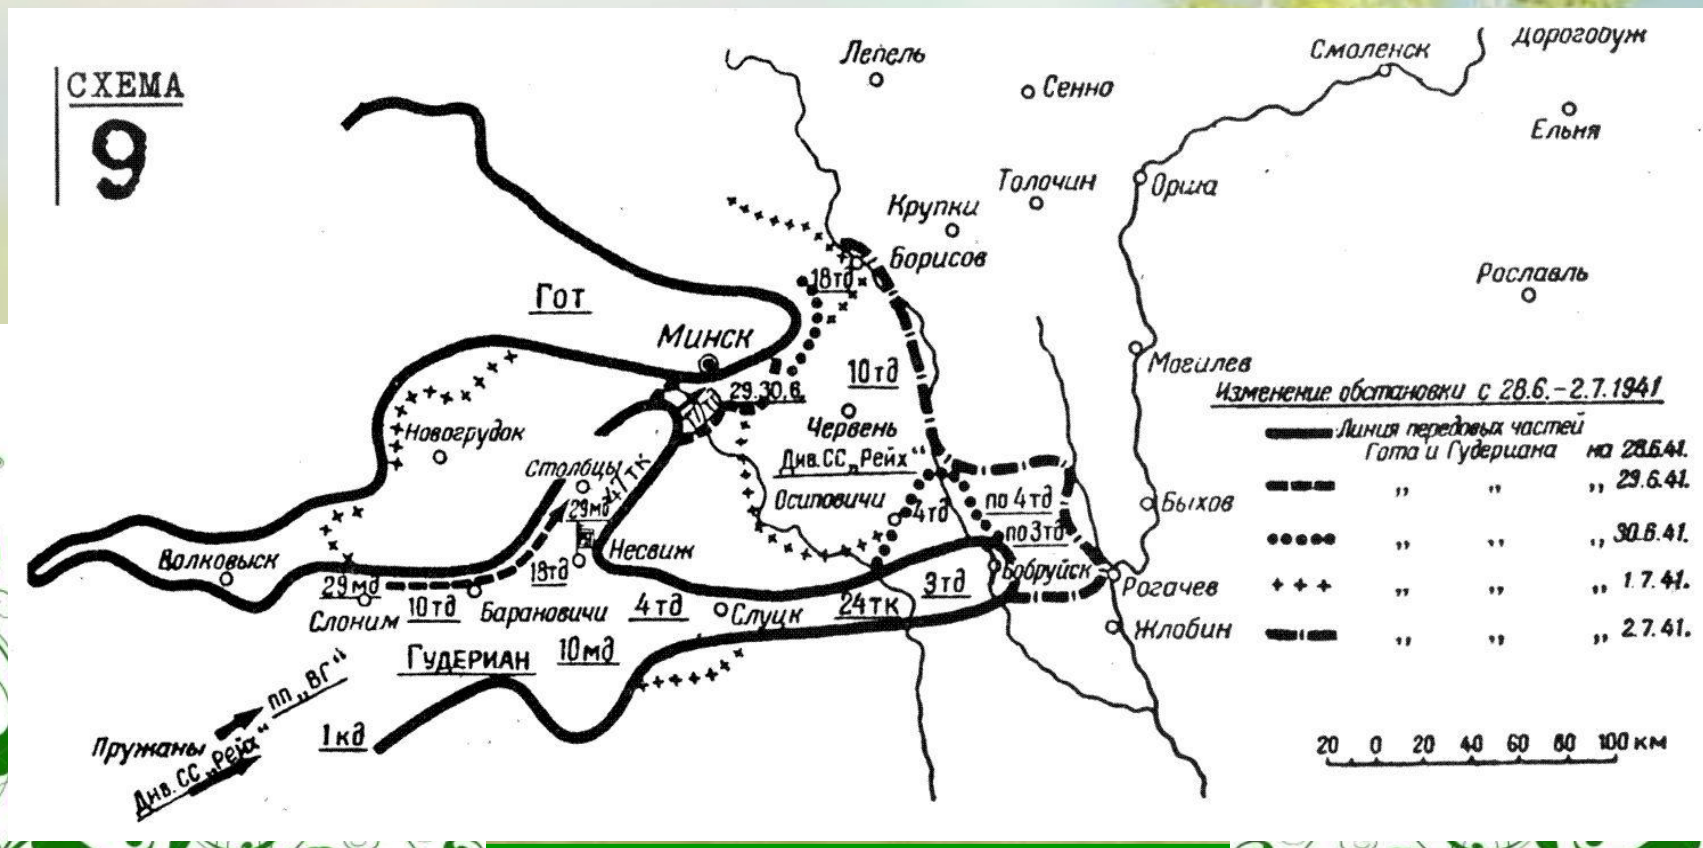 СХЕМА
9
Лепель
Сенно
Смоленск
Дорогобуж
Ельня
Толочин
Орша
Крупки
Борисов
18тд
Рославль
Гот
Минск
29.30.6.
10тд
Могилев
Червень
Див. СС „Рейх"
Осиповичи
Новогрудок
Столбцы
47тк
29мд
4тд
по 4тд
по 3тд
Быхов
Несвиж
Волковыск
18тд
Бобруйск
29мд
Слоним
10тд
Барановичи
4тд
Слуцк
24тк
3тд
Рогачев
Жлобин
Гудериан
10мд
пп „ВГ"
1кд
Пружаны
Див. СС „Рейх"
Изменение обстановки с 28.6.–2.7.1941
Линия передовых частей
Гота и Гудериана на 28.6.41.
„ „ „ 29.6.41.
„ „ „ 30.6.41.
„ „ „ 1.7.41.
„ „ „ 2.7.41.
20 0 20 40 60 80 100 км